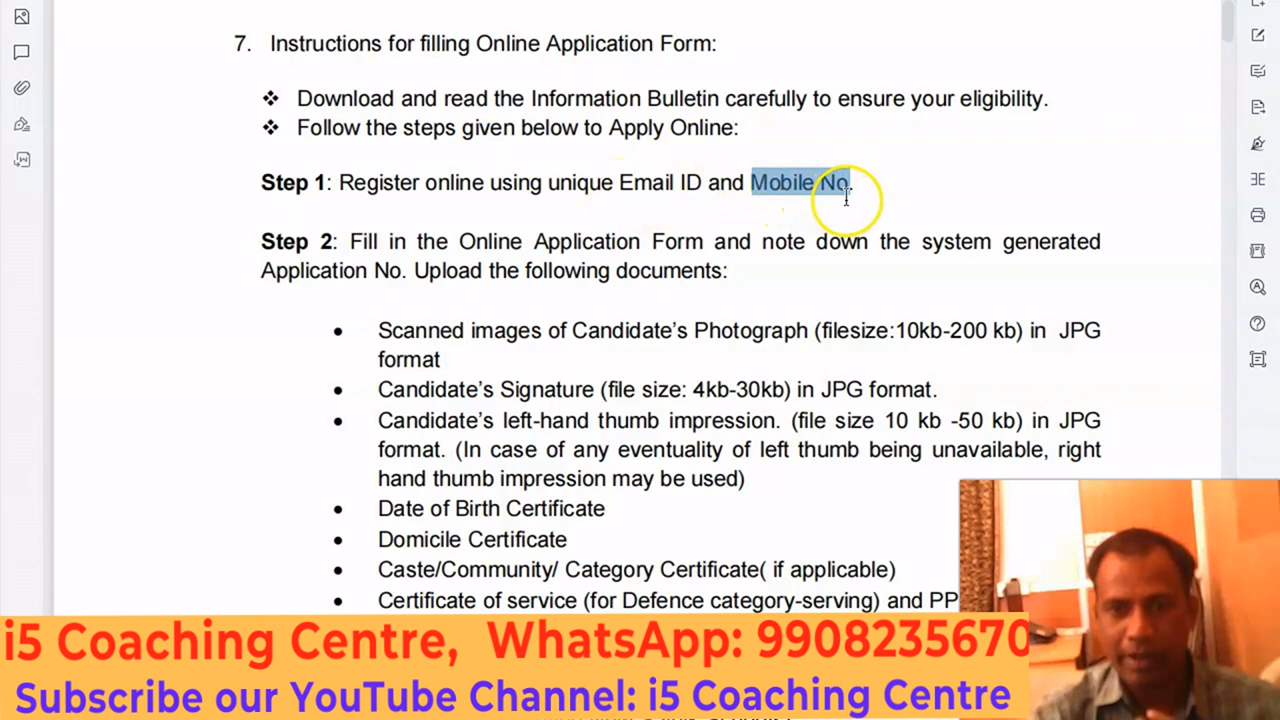 7. Instructions for filling Online Application Form:
❖ Download and read the Information Bulletin carefully to ensure your eligibility.
❖ Follow the steps given below to Apply Online:
Step 1: Register online using unique Email ID and Mobile No.
Step 2: Fill in the Online Application Form and note down the system generated
Application No. Upload the following documents:
• Scanned images of Candidate's Photograph (filesize:10kb-200 kb) in JPG
format
• Candidate's Signature (file size: 4kb-30kb) in JPG format.
• Candidate's left-hand thumb impression. (file size 10 kb -50 kb) in JPG
format. (In case of any eventuality of left thumb being unavailable, right
hand thumb impression may be used)
• Date of Birth Certificate
• Domicile Certificate
• Caste/Community/ Category Certificate( if applicable)
• Certificate of service (for Defence category-serving) and PP
i5 Coaching Centre, WhatsApp: 9908235670
Subscribe our YouTube Channel: i5 Coaching Centre